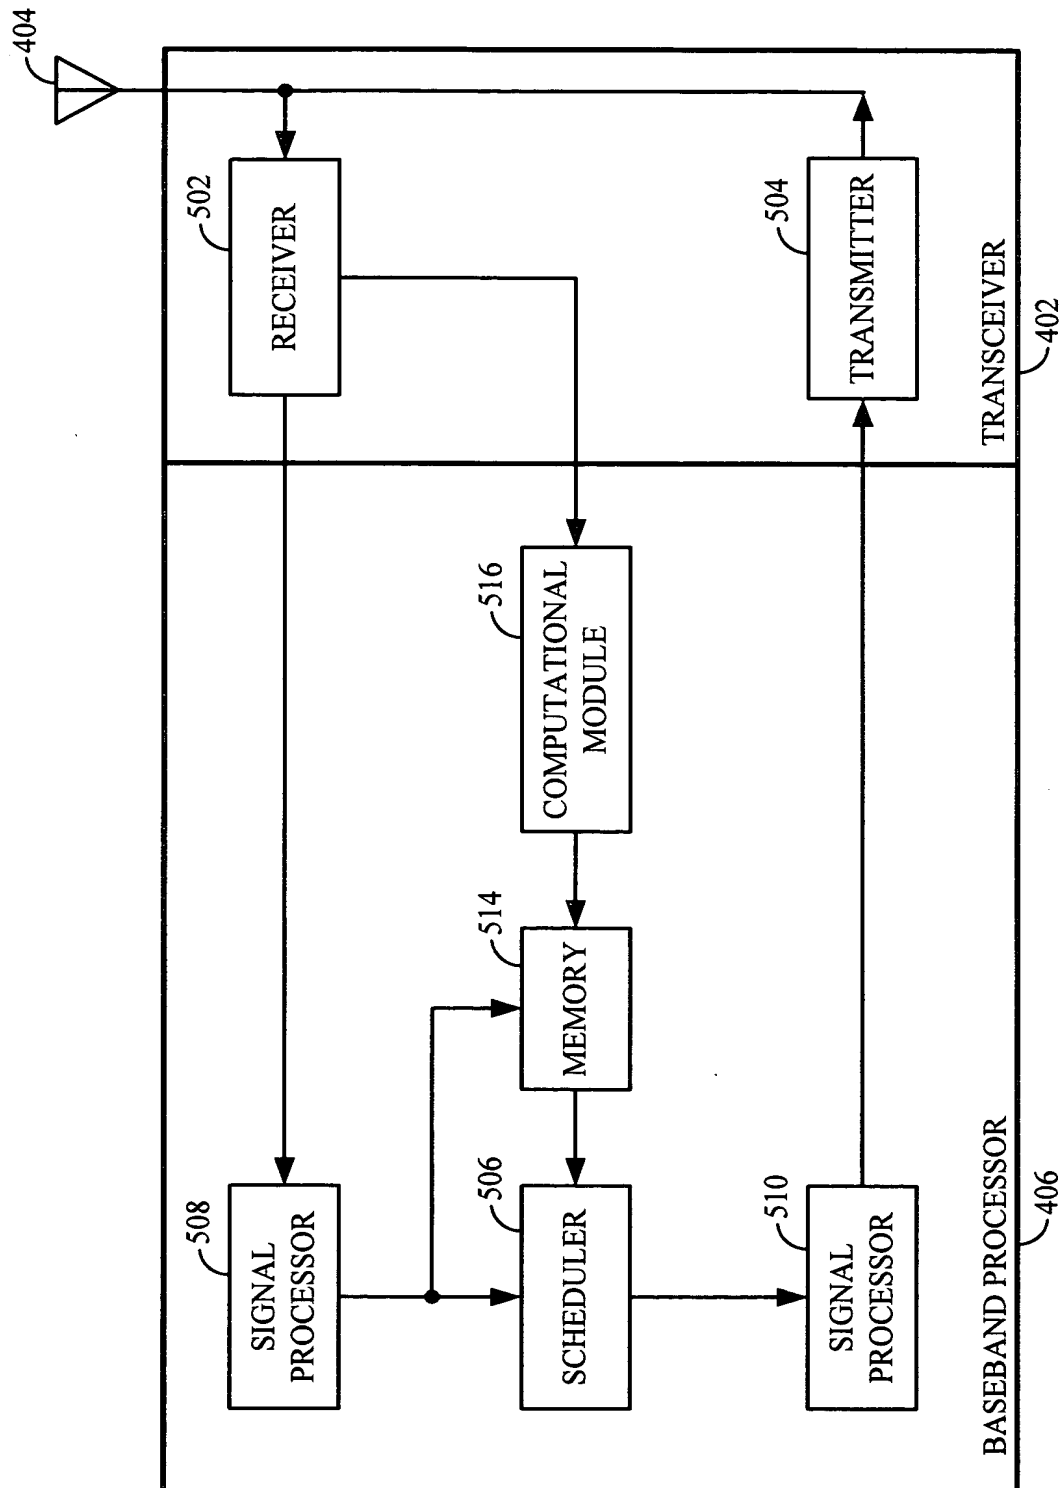 404
502
RECEIVER
504
TRANSMITTER
TRANSCEIVER
402
516
COMPUTATIONAL
MODULE
514
MEMORY
508
SIGNAL
PROCESSOR
506
SCHEDULER
510
SIGNAL
PROCESSOR
BASEBAND PROCESSOR
406